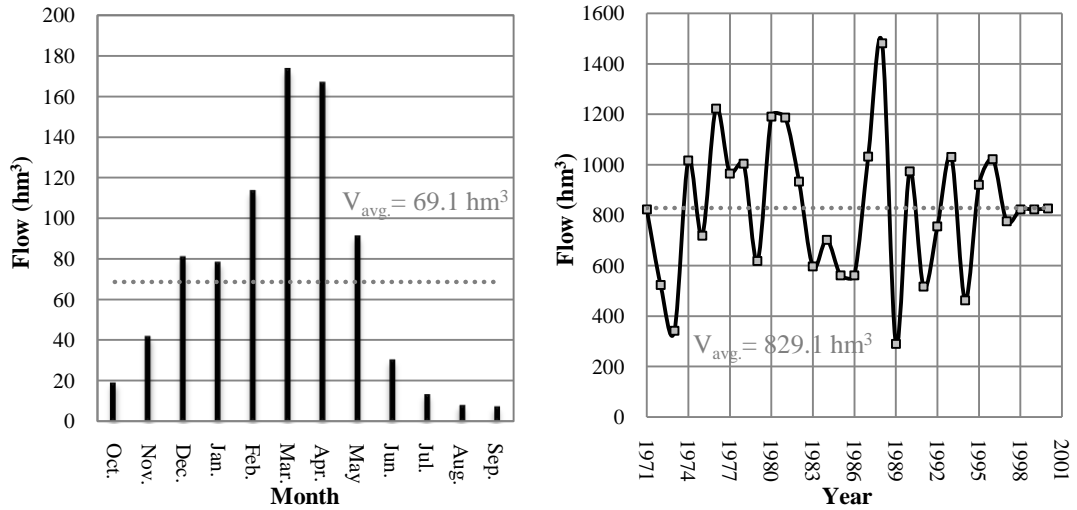 Flow (hm³)
200
180
160
140
120
100
80
60
40
20
0
V avg.= 69.1 hm³
Oct.
Nov.
Dec.
Jan.
Feb.
Mar.
Apr.
May
Jun.
Jul.
Aug.
Sep.
Month
Flow (hm³)
1600
1400
1200
1000
800
600
400
200
0
V avg.= 829.1 hm³
1971
1974
1977
1980
1983
1986
1989
1992
1995
1998
2001
Year